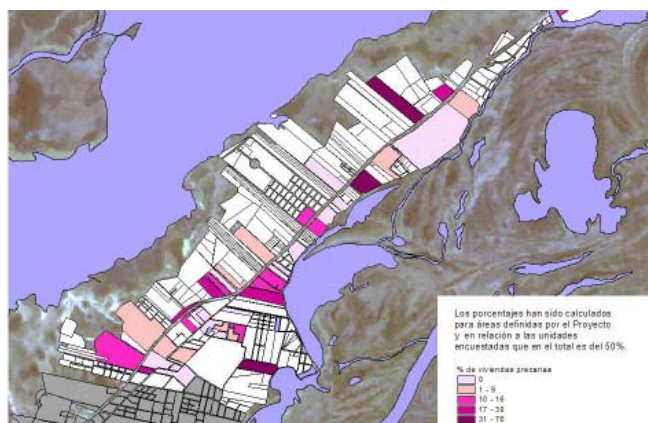 Los porcentajes han sido calculados
para áreas definidas por el Proyecto
y en relación a las unidades
encuestadas que en el total es del 50%.
% de viviendas precarias
0
1 - 9
10 - 16
17 - 30
31 - 78